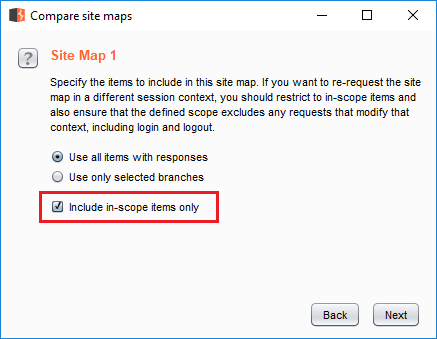 Compare site maps
Site Map 1
Specify the items to include in this site map. If you want to re-request the site
map in a different session context, you should restrict to in-scope items and
also ensure that the defined scope excludes any requests that modify that
context, including login and logout.
Use all items with responses
Use only selected branches
Include in-scope items only
Back
Next